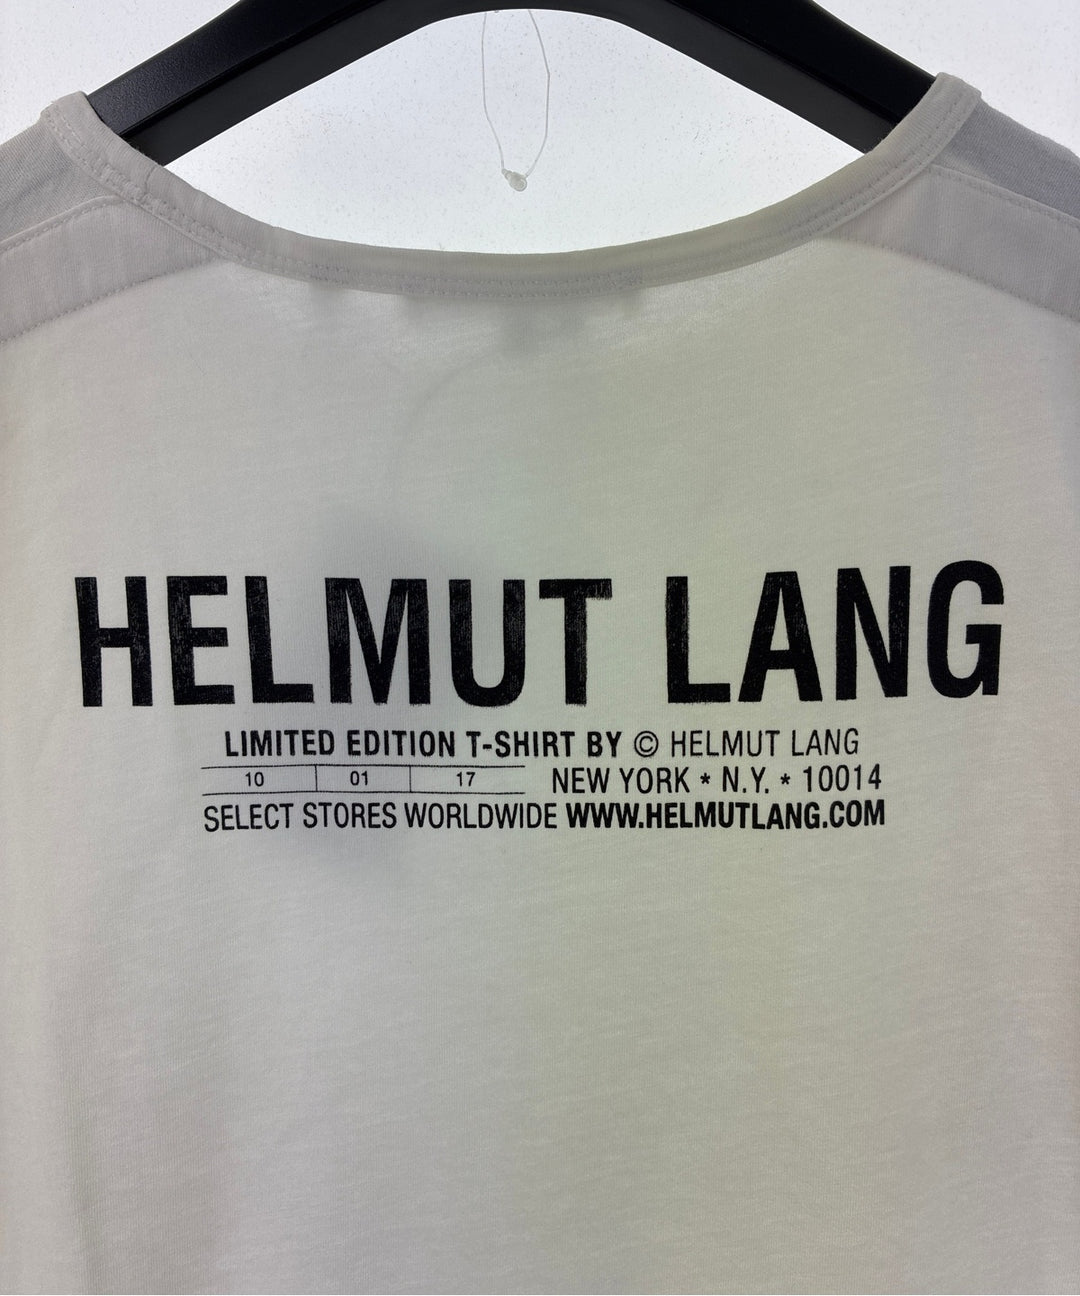 HELMUT LANG
LIMITED EDITION T-SHIRT BY © HELMUT LANG
10 01 17 NEW YORK * N.Y. * 10014
SELECT STORES WORLDWIDE WWW.HELMUTLANG.COM